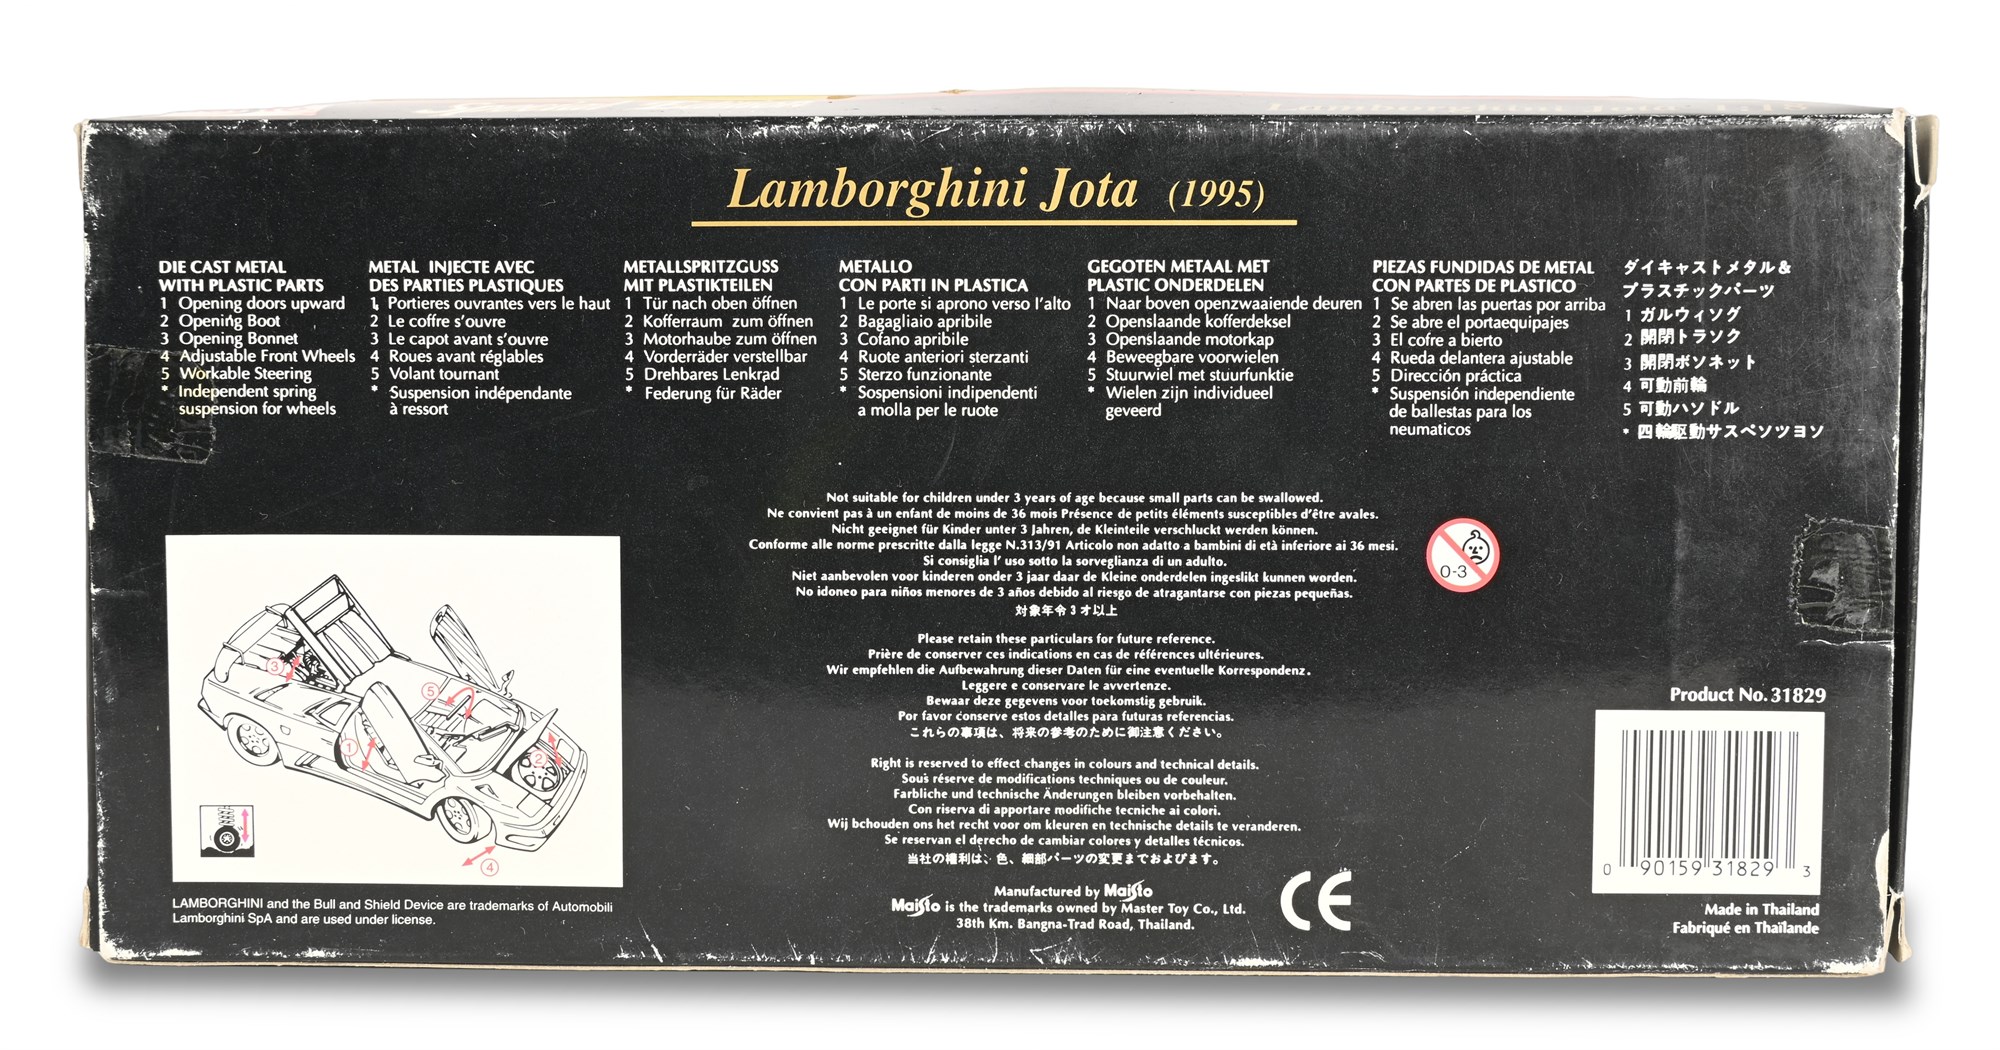 Lamborghini Jota 1:18
Lamborghini Jota (1995)
DIE CAST METAL
WITH PLASTIC PARTS
1 Opening doors upward
2 Opening Boot
3 Opening Bonnet
4 Adjustable Front Wheels
5 Workable Steering
* Independent spring
suspension for wheels
METAL INJECTE AVEC
DES PARTIES PLASTIQUES
1 Portieres ouvrantes vers le haut
2 Le coffre s'ouvre
3 Le capot avant s'ouvre
4 Roues avant réglables
5 Volant tournant
* Suspension indépendante
à ressort
METALLSPRITZGUSS
MIT PLASTIKTEILEN
1 Tür nach oben öffnen
2 Kofferraum zum öffnen
3 Motorhaube zum öffnen
4 Vorderräder verstellbar
5 Drehbares Lenkrad
* Federung für Räder
METALLO
CON PARTI IN PLASTICA
1 Le porte si aprono verso l'alto
2 Bagagliaio apribile
3 Cofano apribile
4 Ruote anteriori sterzanti
5 Sterzo funzionante
* Sospensioni indipendenti
a molla per le ruote
GEGOTEN METAAL MET
PLASTIC ONDERDELEN
1 Naar boven openzwaaiende deuren
2 Openslaande kofferdeksel
3 Openslaande motorkap
4 Beweegbare voorwielen
5 Stuurwiel met stuurfunktie
* Wielen zijn individueel
geveerd
PIEZAS FUNDIDAS DE METAL
CON PARTES DE PLASTICO
1 Se abren las puertas por arriba
2 Se abre el portaequipajes
3 El cofre a bierto
4 Rueda delantera ajustable
5 Dirección práctica
* Suspensión independiente
de ballestas para los
neumaticos
ダイキャストメタル&
プラスチックパーツ
1 ガルウィソグ
2 開閉トラソク
3 開閉ボソネット
4 可動前輪
5 可動ハソドル
* 四輪駆動サスペソツヨソ
Not suitable for children under 3 years of age because small parts can be swallowed.
Ne convient pas à un enfant de moins de 36 mois Présence de petits éléments susceptibles d'être avales.
Nicht geeignet für Kinder unter 3 Jahren, de Kleinteile verschluckt werden können.
Conforme alle norme prescritte dalla legge N.313/91 Articolo non adatto a bambini di età inferiore ai 36 mesi.
Si consiglia l' uso sotto la sorveglianza di un adulto.
Niet aanbevolen voor kinderen onder 3 jaar daar de Kleine onderdelen ingeslikt kunnen worden.
No idoneo para niños menores de 3 años debido al riesgo de atragantarse con piezas pequeñas.
対象年令3才以上
0-3
Please retain these particulars for future reference.
Prière de conserver ces indications en cas de références ultérieures.
Wir empfehlen die Aufbewahrung dieser Daten für eine eventuelle Korrespondenz.
Leggere e conservare le avvertenze.
Bewaar deze gegevens voor toekomstig gebruik.
Por favor conserve estos detalles para futuras referencias.
これらの事項は、将来の参考のために御注意ください。
Right is reserved to effect changes in colours and technical details.
Sous réserve de modifications techniques ou de couleur.
Farbliche und technische Änderungen bleiben vorbehalten.
Con riserva di apportare modifiche tecniche ai colori.
Wij bchouden ons het recht voor om kleuren en technische details te veranderen.
Se reservan el derecho de cambiar colores y detalles técnicos.
当社の権利は、色、細部パーツの変更までおよびます。
Manufactured by Maisto
Maisto is the trademarks owned by Master Toy Co., Ltd.
38th Km. Bangna-Trad Road, Thailand.
CE
3
5
1
2
4
LAMBORGHINI and the Bull and Shield Device are trademarks of Automobili
Lamborghini SpA and are used under license.
Product No. 31829
0 90159 31829 3
Made in Thailand
Fabriqué en Thaïlande